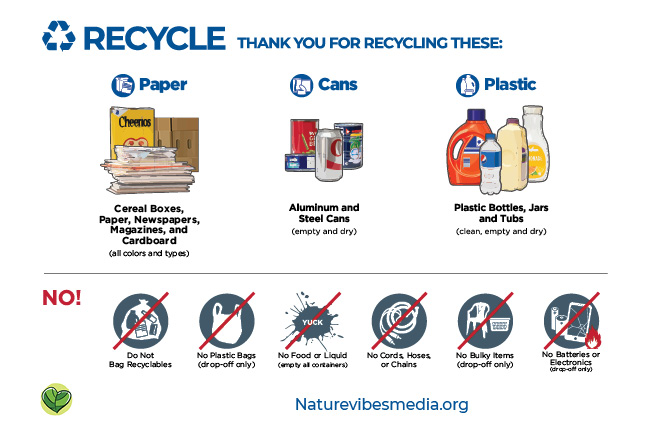 RECYCLE THANK YOU FOR RECYCLING THESE:
Paper
Cans
Plastic
Cheerios
Cereal Boxes,
Paper, Newspapers,
Magazines, and
Cardboard
(all colors and types)
Aluminum and
Steel Cans
(empty and dry)
Plastic Bottles, Jars
and Tubs
(clean, empty and dry)
NO!
YUCK
Do Not
Bag Recyclables
No Plastic Bags
(drop-off only)
No Food or Liquid
(empty all containers)
No Cords, Hoses,
or Chains
No Bulky Items
(drop-off only)
No Batteries or
Electronics
(drop-off only)
Naturevibesmedia.org